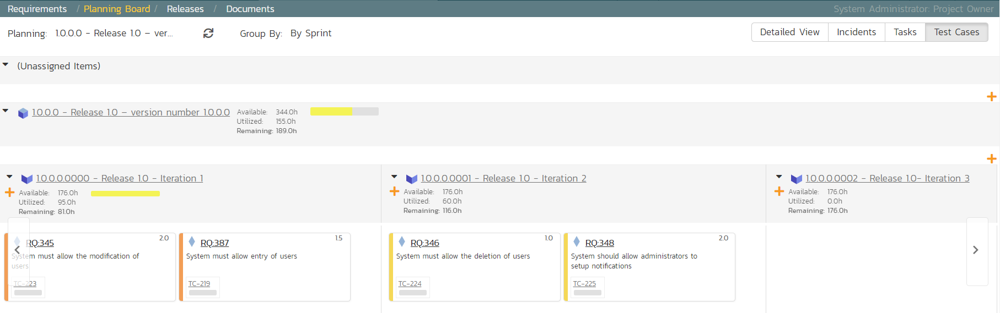 Requirements / Planning Board / Releases / Documents System Administrator: Project Owner
Planning: 1.0.0.0 - Release 1.0 – ver... Group By: By Sprint Detailed View Incidents Tasks Test Cases
(Unassigned Items)
1.0.0.0 - Release 1.0 – version number 1.0.0.0
Available: 344.0h
Utilized: 155.0h
Remaining: 189.0h
1.0.0.0.0000 - Release 1.0 - Iteration 1
Available: 176.0h
Utilized: 95.0h
Remaining: 81.0h
1.0.0.0.0001 - Release 1.0 - Iteration 2
Available: 176.0h
Utilized: 60.0h
Remaining: 116.0h
1.0.0.0.0002 - Release 1.0- Iteration 3
Available: 176.0h
Utilized: 0.0h
Remaining: 176.0h
RQ:345 2.0
System must allow the modification of
users
TC-223
RQ:387 1.5
System must allow entry of users
TC-219
RQ:346 1.0
System must allow the deletion of users
TC-224
RQ:348 2.0
System should allow administrators to
setup notifications
TC-225